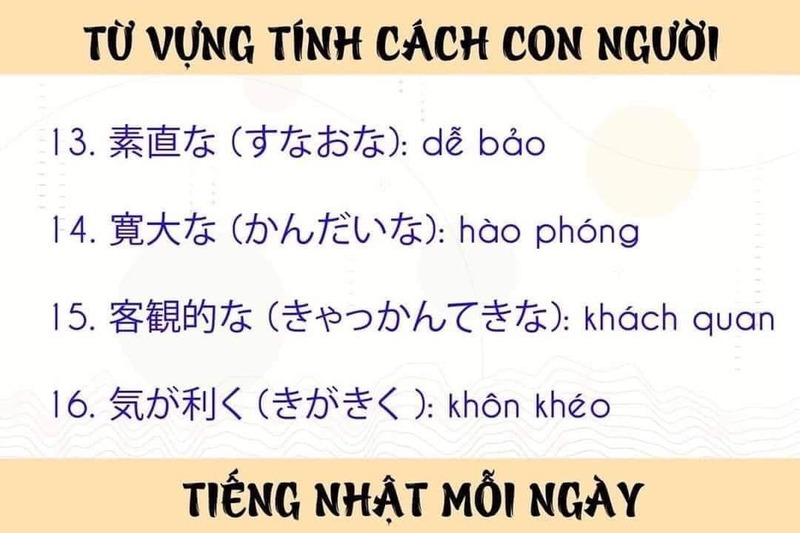 TỪ VỰNG TÍNH CÁCH CON NGƯỜI
13. 素直な (すなおな): dễ bảo
14. 寛大な (かんだいな): hào phóng
15. 客観的な (きゃっかんてきな): khách quan
16. 気が利く (きがきく ): khôn khéo
TIẾNG NHẬT MỖI NGÀY